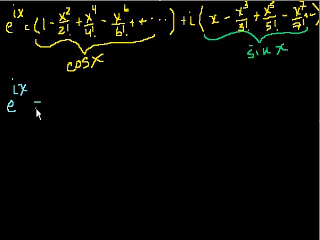 e^{ix} = (1 - x²/2! + x⁴/4! - x⁶/6! + + ···) + i (x - x³/3! + x⁵/5! - x⁷/7! ···)
cos x
sin x
e^{ix} =